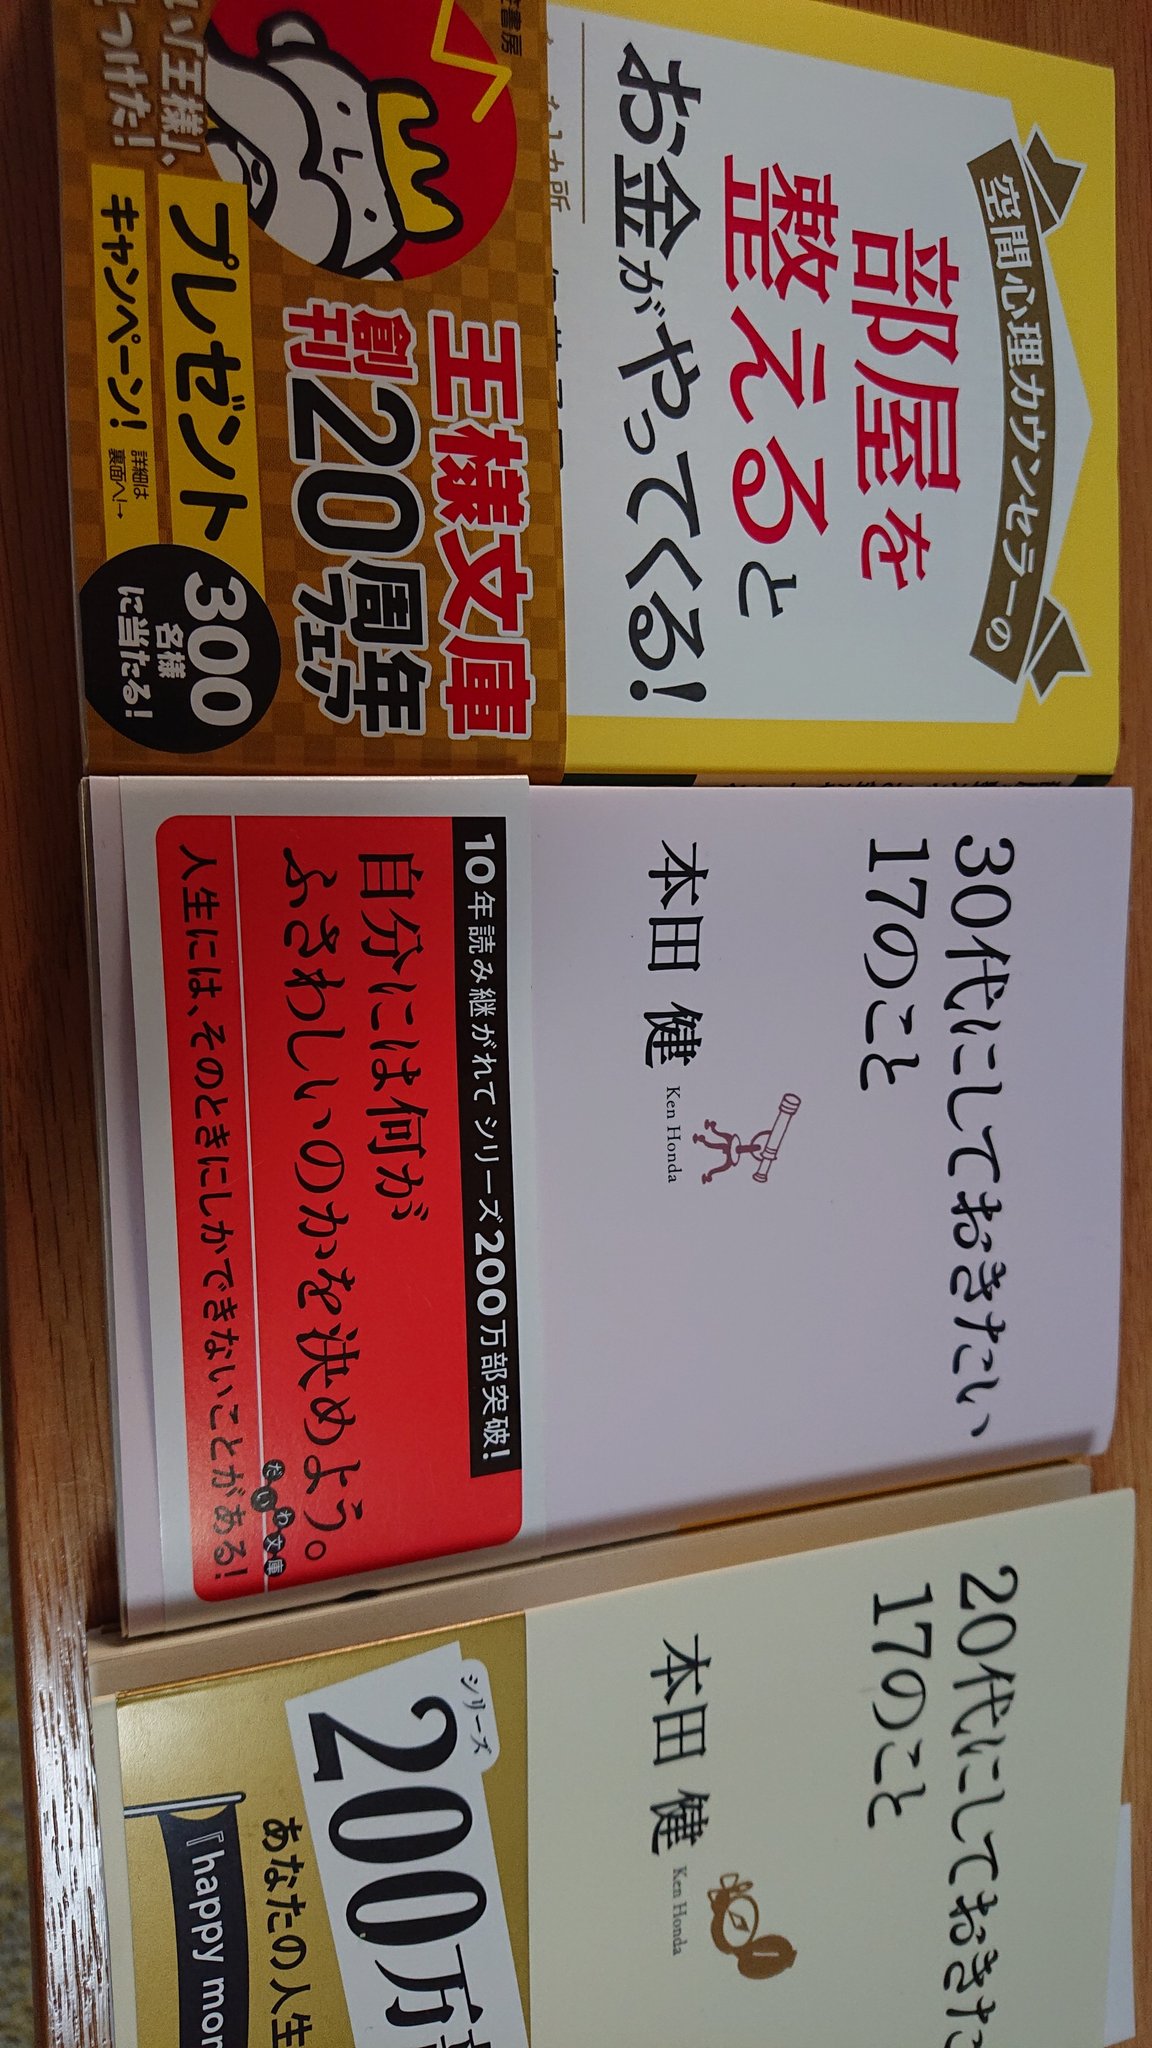 空間心理カウンセラーの
部屋を
整えると
お金がやってくる!
王様文庫
創刊20周年フェア
プレゼント
キャンペーン!
詳細は
裏面へ!→
300
名様
に当たる!
い「王様」、
つけた!
30代にしておきたい
17のこと
本田 健
Ken Honda
10年読み継がれてシリーズ200万部突破!
自分には何が
ふさわしいのかを決めよう。
人生には、そのときにしかできないことがある!
だいわ文庫
20代にしておきた
17のこと
本田 健
Ken Honda
シリーズ
200万
あなたの人生
『happy mon